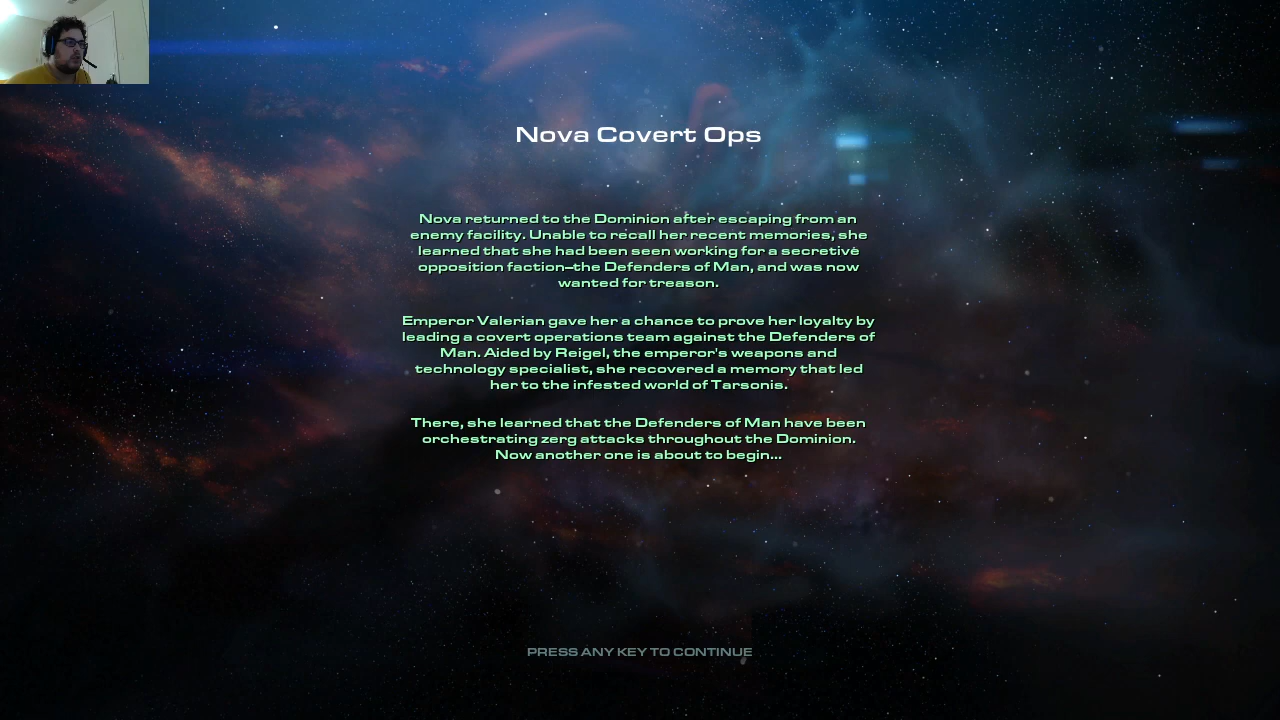 Nova Covert Ops
Nova returned to the Dominion after escaping from an
enemy facility. Unable to recall her recent memories, she
learned that she had been seen working for a secretive
opposition faction—the Defenders of Man, and was now
wanted for treason.
Emperor Valerian gave her a chance to prove her loyalty by
leading a covert operations team against the Defenders of
Man. Aided by Reigel, the emperor's weapons and
technology specialist, she recovered a memory that led
her to the infested world of Tarsonis.
There, she learned that the Defenders of Man have been
orchestrating zerg attacks throughout the Dominion.
Now another one is about to begin...
PRESS ANY KEY TO CONTINUE